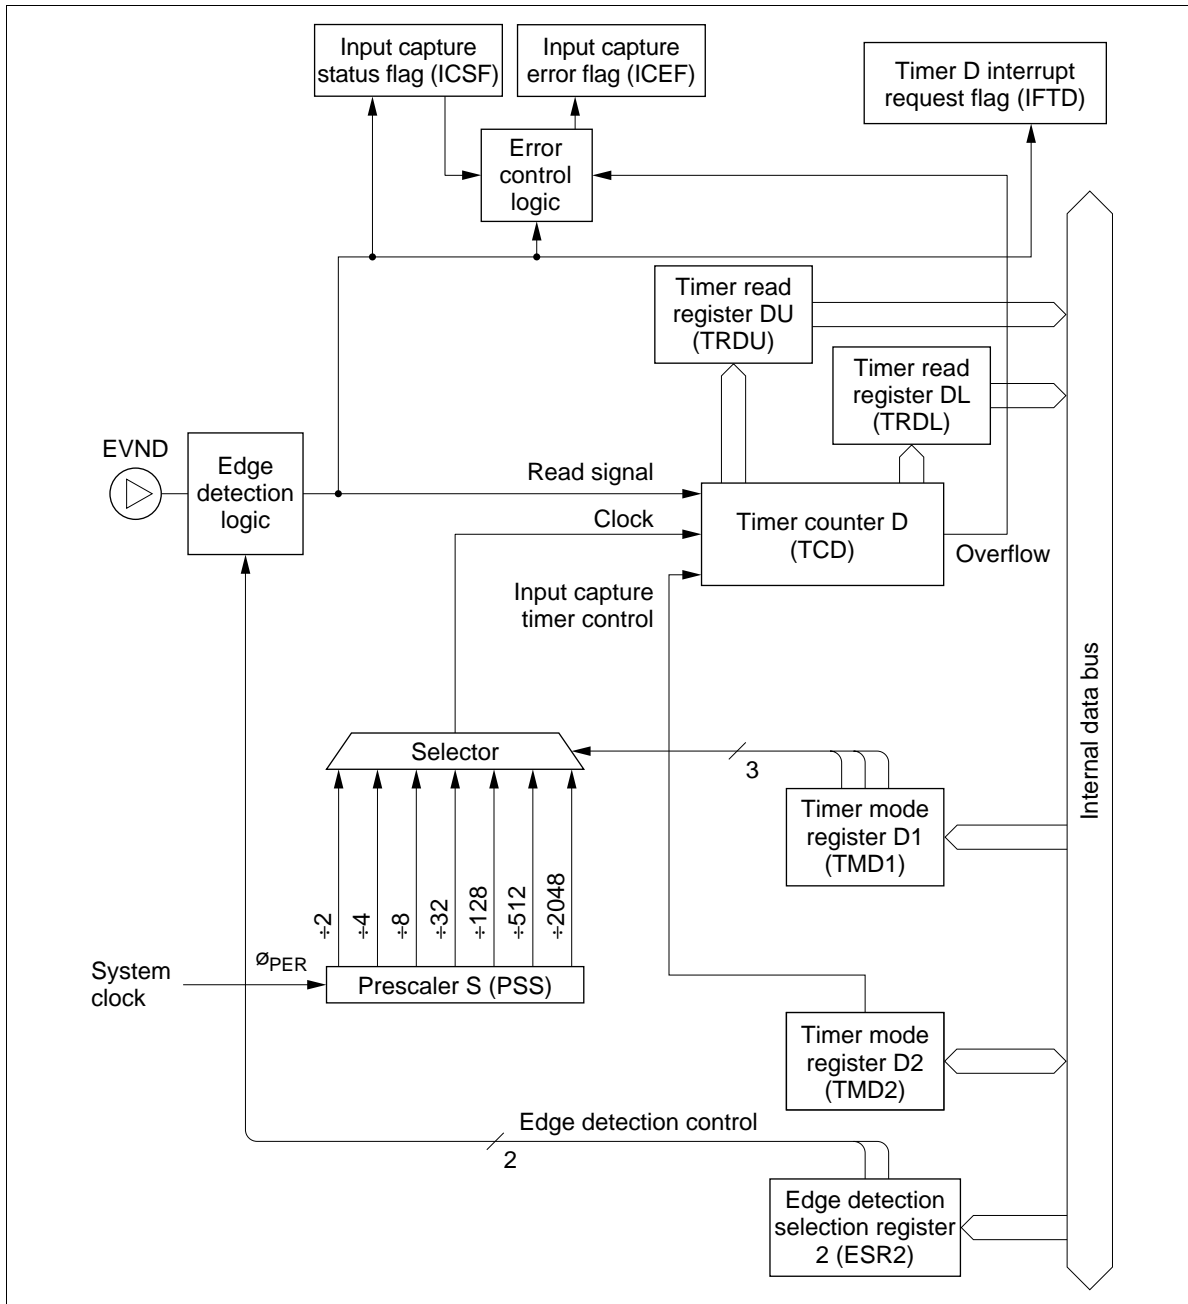 Input capture
status flag (ICSF)
Input capture
error flag (ICEF)
Timer D interrupt
request flag (IFTD)
Error
control
logic
Timer read
register DU
(TRDU)
Timer read
register DL
(TRDL)
EVND
Edge
detection
logic
Read signal
Clock
Timer counter D
(TCD)
Overflow
Input capture
timer control
Internal data bus
Selector
3
Timer mode
register D1
(TMD1)
÷2
÷4
÷8
÷32
÷128
÷512
÷2048
System
clock
øPER
Prescaler S (PSS)
Timer mode
register D2
(TMD2)
Edge detection control
2
Edge detection
selection register
2 (ESR2)